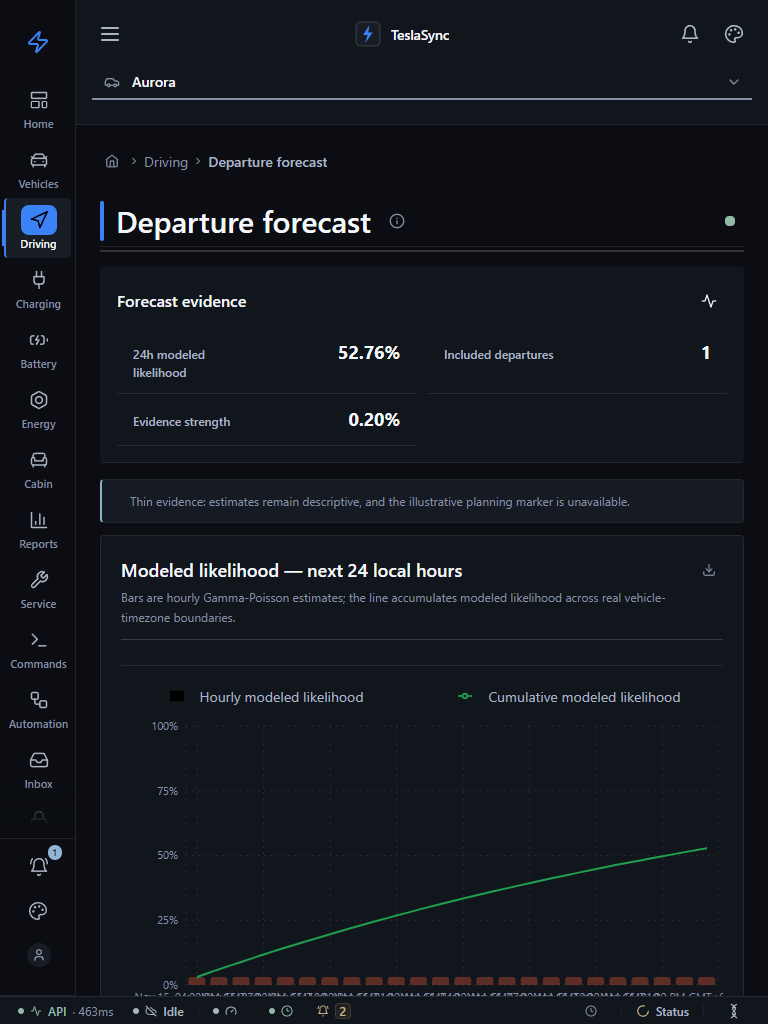 TeslaSync
Aurora
Home
Vehicles
Driving
Charging
Battery
Energy
Cabin
Reports
Service
Commands
Automation
Inbox
1
Driving
Departure forecast
Departure forecast
Forecast evidence
24h modeled
likelihood
52.76%
Included departures
1
Evidence strength
0.20%
Thin evidence: estimates remain descriptive, and the illustrative planning marker is unavailable.
Modeled likelihood — next 24 local hours
Bars are hourly Gamma-Poisson estimates; the line accumulates modeled likelihood across real vehicle-
timezone boundaries.
Hourly modeled likelihood
Cumulative modeled likelihood
100%
75%
50%
25%
0%
API · 463ms
Idle
2
Status